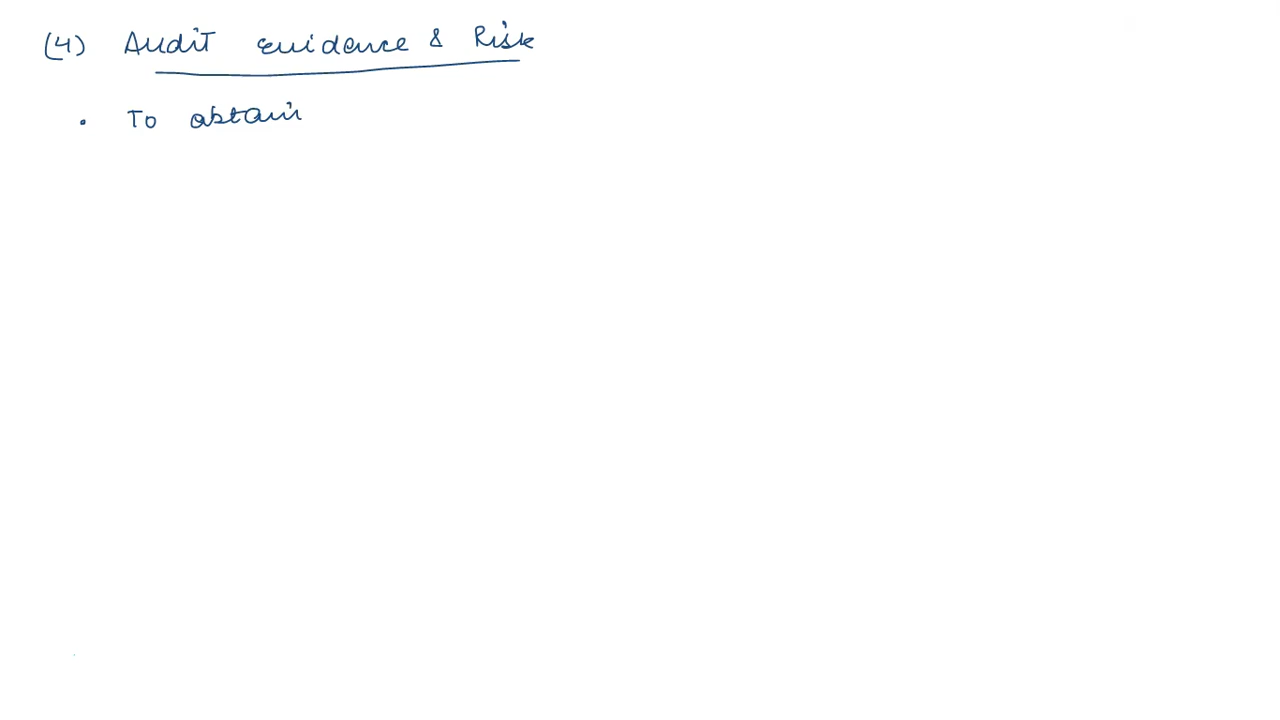 (4) Audit evidence & Risk
• To obtain